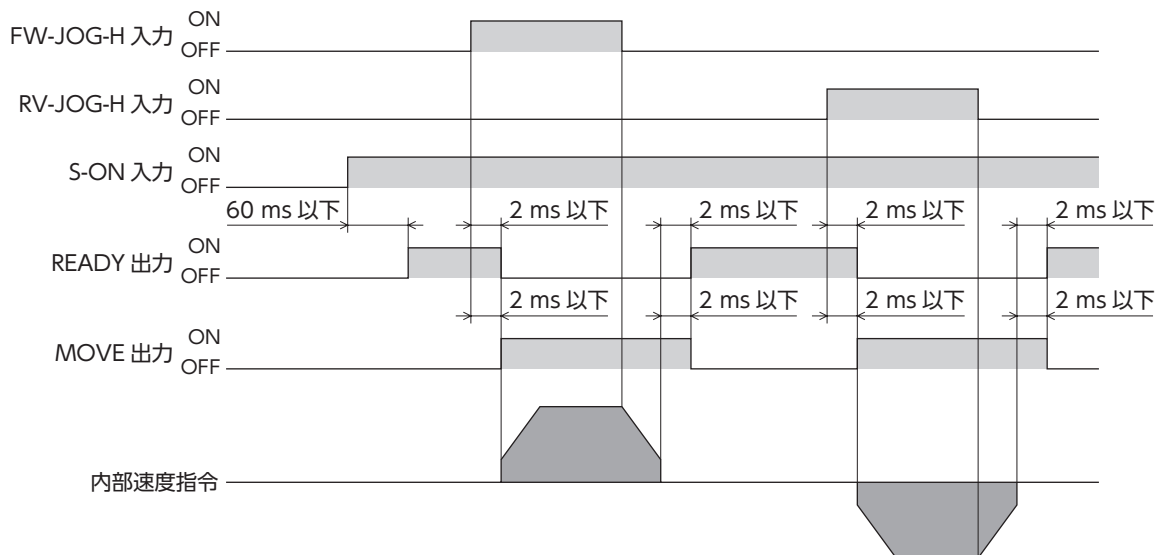 FW-JOG-H 入力 ON
OFF
RV-JOG-H 入力 ON
OFF
S-ON 入力 ON
OFF
60 ms 以下 2 ms 以下 2 ms 以下 2 ms 以下 2 ms 以下
READY 出力 ON
OFF
2 ms 以下 2 ms 以下 2 ms 以下 2 ms 以下
MOVE 出力 ON
OFF
内部速度指令